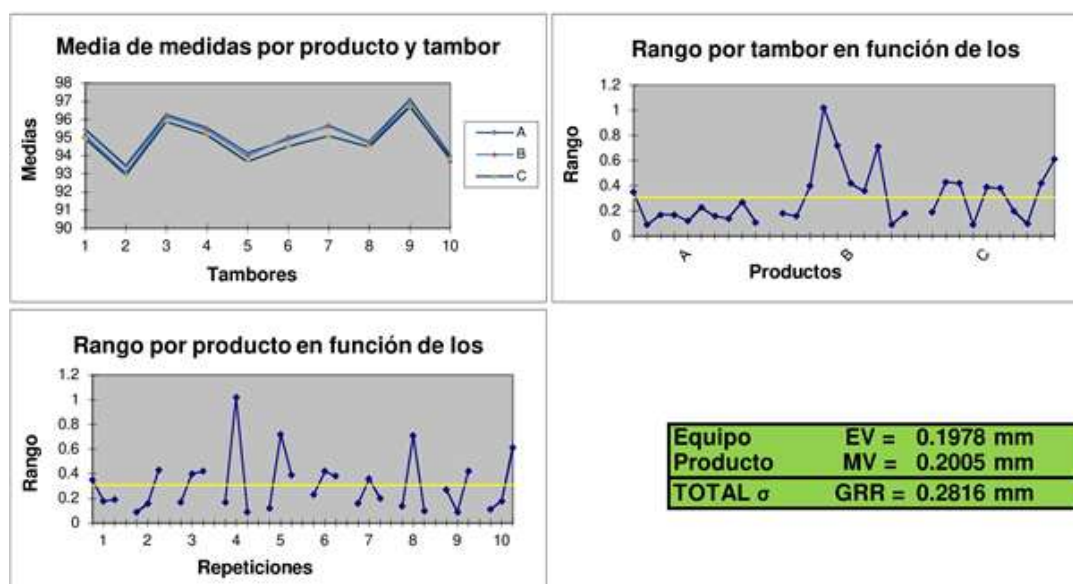 Media de medidas por producto y tambor
98
97
96
95
94
93
92
91
90
Medias
1 2 3 4 5 6 7 8 9 10
Tambores
A
B
C
Rango por tambor en función de los
1.2
1
0.8
0.6
0.4
0.2
0
Rango
A B C
Productos
Rango por producto en función de los
1.2
1
0.8
0.6
0.4
0.2
0
Rango
1 2 3 4 5 6 7 8 9 10
Repeticiones
Equipo EV = 0.1978 mm
Producto MV = 0.2005 mm
TOTAL σ GRR = 0.2816 mm